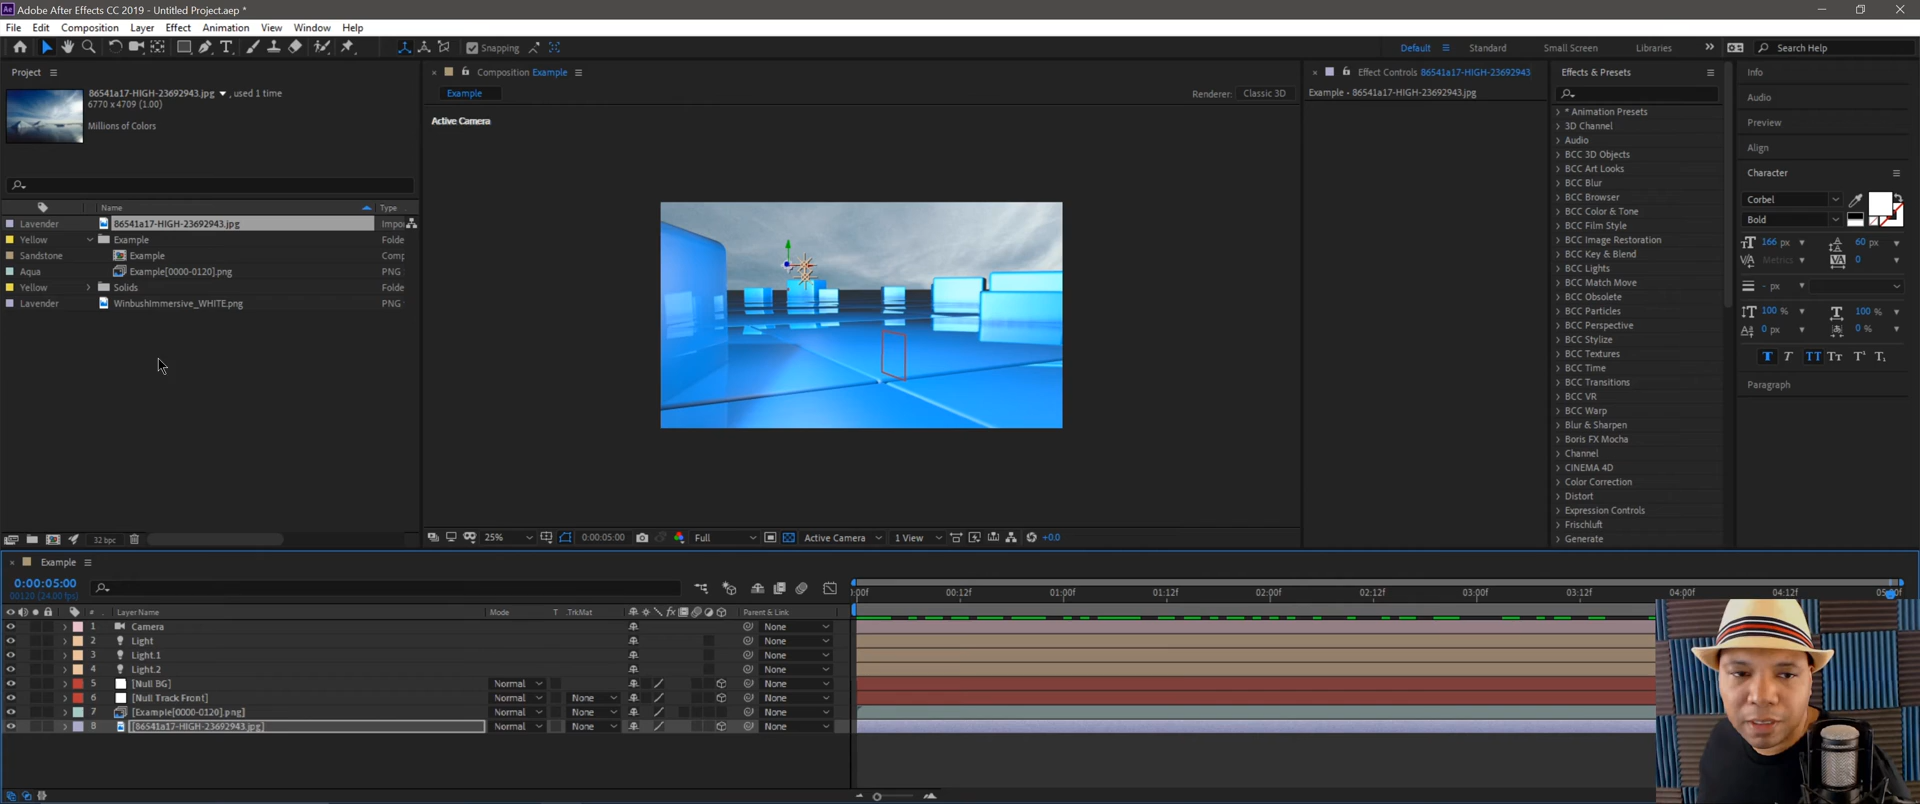 Adobe After Effects CC 2019 - Untitled Project.aep *
File Edit Composition Layer Effect Animation View Window Help
Snapping
Default Standard Small Screen Libraries Search Help
Project
86541a17-HIGH-23692943.jpg , used 1 time
6770 x 4709 (1.00)
Millions of Colors
Name Type
Lavender 86541a17-HIGH-23692943.jpg Impo
Yellow Example Folde
Sandstone Example Comp
Aqua Example[0000-0120].png PNG
Yellow Solids Folde
Lavender WinbushImmersive_WHITE.png PNG
32 bpc
Composition Example
Example
Renderer: Classic 3D
Active Camera
25% 0:00:05:00 Full Active Camera 1 View +0.0
Effect Controls 86541a17-HIGH-23692943
Example • 86541a17-HIGH-23692943.jpg
Effects & Presets
* Animation Presets
3D Channel
Audio
BCC 3D Objects
BCC Art Looks
BCC Blur
BCC Browser
BCC Color & Tone
BCC Film Style
BCC Image Restoration
BCC Key & Blend
BCC Lights
BCC Match Move
BCC Obsolete
BCC Particles
BCC Perspective
BCC Stylize
BCC Textures
BCC Time
BCC Transitions
BCC VR
BCC Warp
Blur & Sharpen
Boris FX Mocha
Channel
CINEMA 4D
Color Correction
Distort
Expression Controls
Frischluft
Generate
Info
Audio
Preview
Align
Character
Corbel
Bold
166 px 60 px
Metrics 0
- px
100 % 100 %
0 px 0 %
T T TT Tr T¹ T₁
Paragraph
Example
0:00:05:00
00120 (24.00 fps)
# Layer Name Mode T .TrkMat fx Parent & Link
1 Camera None
2 Light None
3 Light.1 None
4 Light.2 None
5 [Null BG] Normal None
6 [Null Track Front] Normal None None
7 [Example[0000-0120].png] Normal None None
8 [86541a17-HIGH-23692943.jpg] Normal None None
:00f 00:12f 01:00f 01:12f 02:00f 02:12f 03:00f 03:12f 04:00f 04:12f